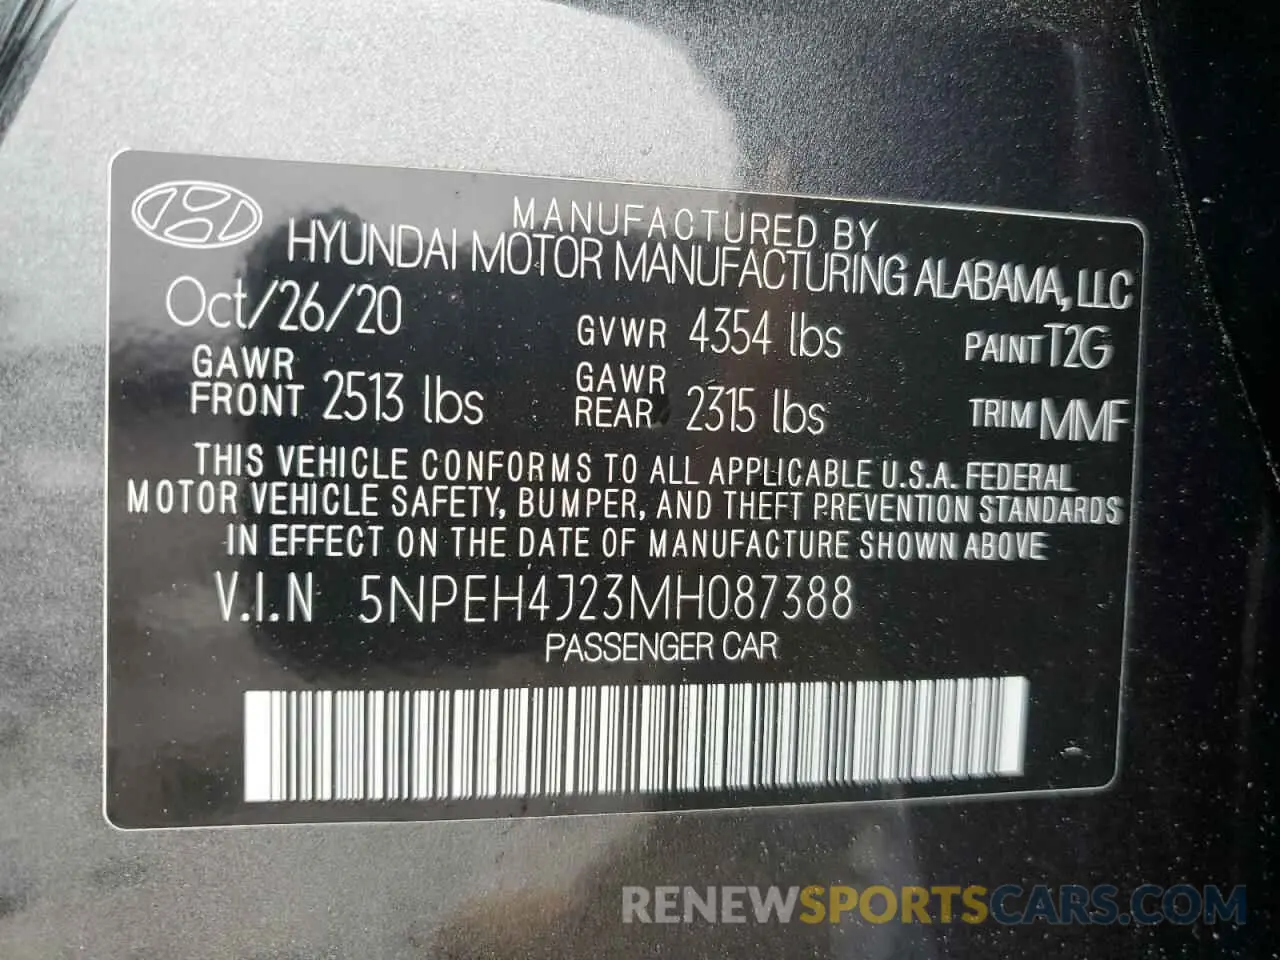 MANUFACTURED BY
HYUNDAI MOTOR MANUFACTURING ALABAMA, LLC
Oct/26/20 GVWR 4354 lbs PAINT T2G
GAWR FRONT 2513 lbs GAWR REAR 2315 lbs TRIM MMF
THIS VEHICLE CONFORMS TO ALL APPLICABLE U.S.A. FEDERAL
MOTOR VEHICLE SAFETY, BUMPER, AND THEFT PREVENTION STANDARDS
IN EFFECT ON THE DATE OF MANUFACTURE SHOWN ABOVE
V.I.N 5NPEH4J23MH087388
PASSENGER CAR
RENEWSPORTSCARS.COM